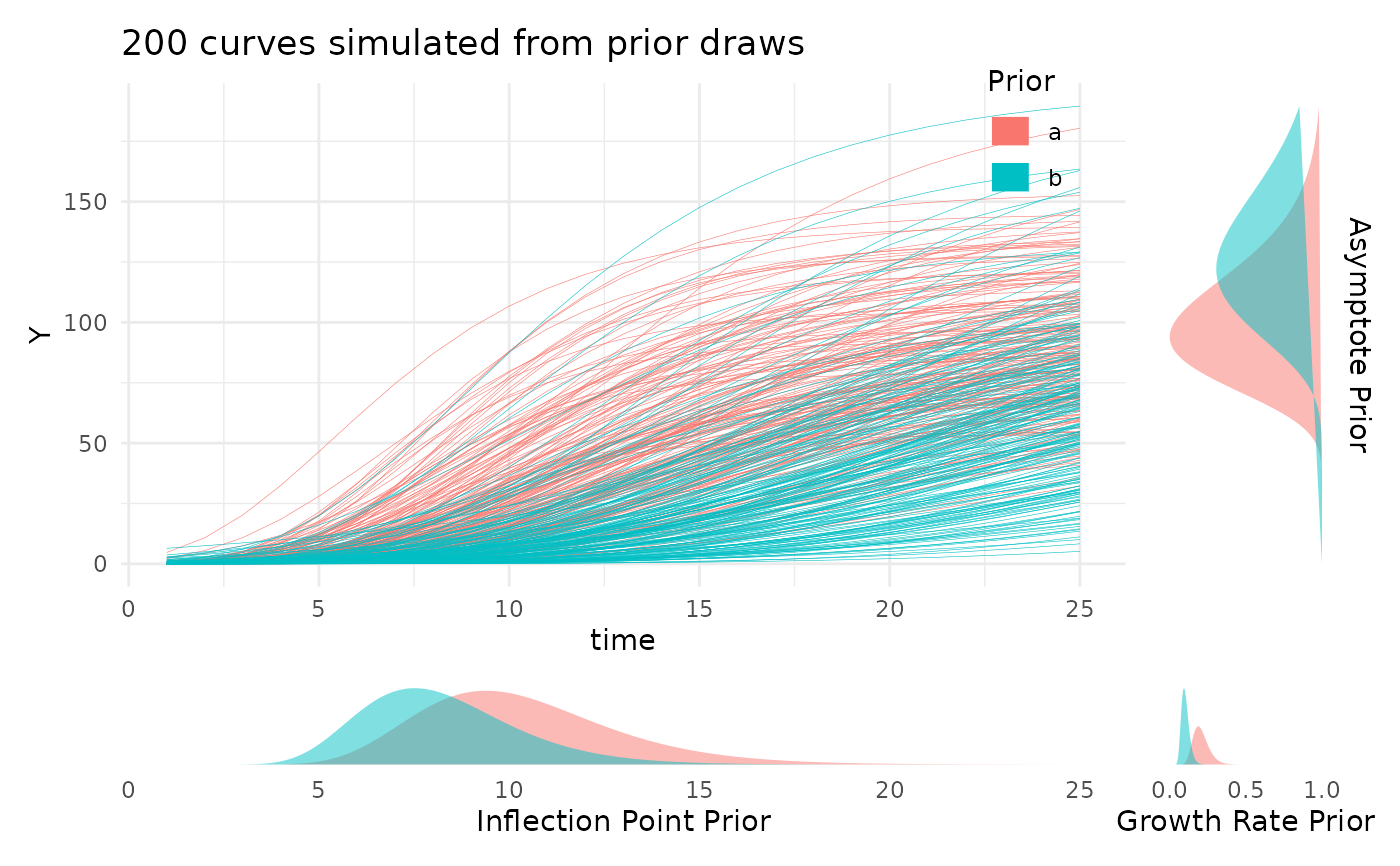 200 curves simulated from prior draws
Prior
a
b
Y
150
100
50
0
0 5 10 15 20 25
time
Asymptote Prior
0 5 10 15 20 25
Inflection Point Prior
0.0 0.5 1.0
Growth Rate Prior